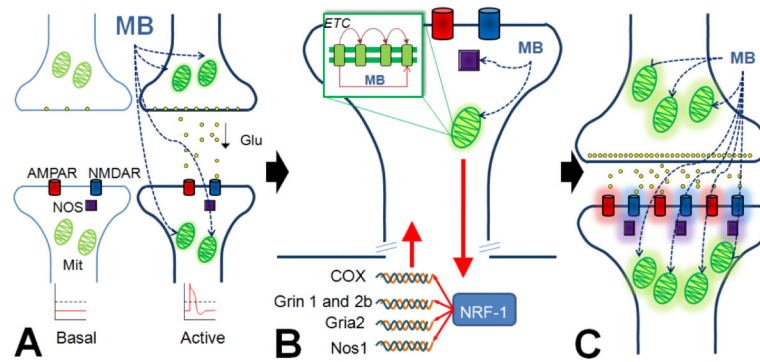 MB
Glu
AMPAR
NMDAR
NOS
Mit
Basal
Active
A
ETC
MB
MB
COX
Grin 1 and 2b
Gria2
Nos1
NRF-1
B
MB
C